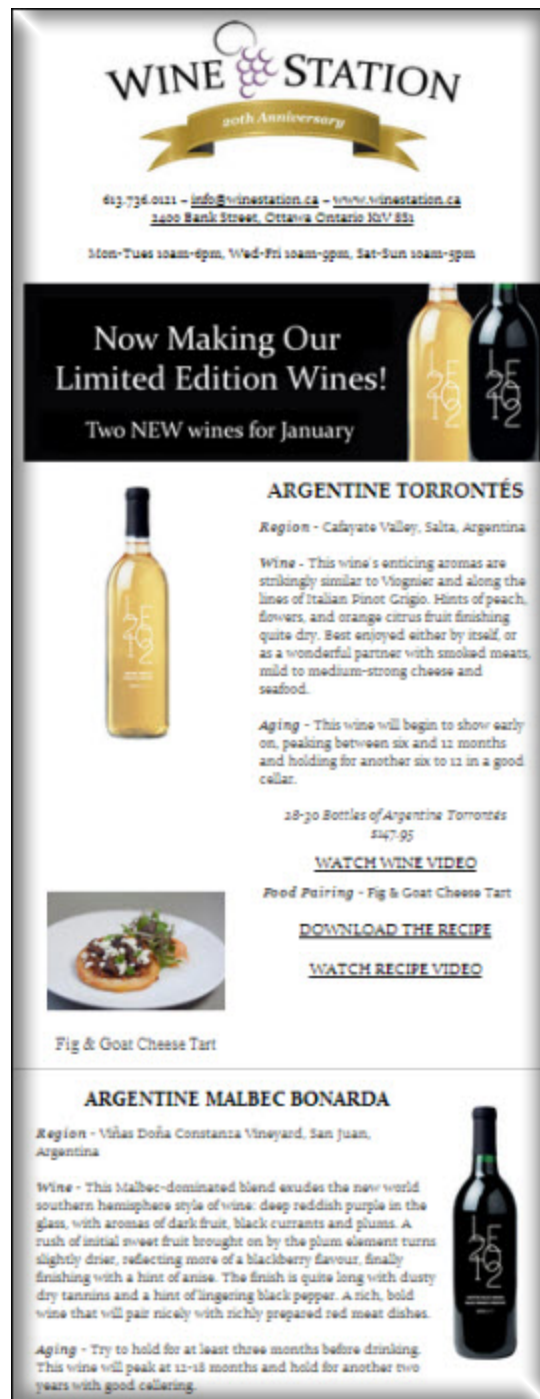 WINE STATION
20th Anniversary
613.736.0121 – info@winestation.ca – www.winestation.ca
2400 Bank Street, Ottawa Ontario K1V 8S1
Mon-Tues 10am-6pm, Wed-Fri 10am-9pm, Sat-Sun 10am-5pm
Now Making Our
Limited Edition Wines!
Two NEW wines for January
ARGENTINE TORRONTÉS
Region - Cafayate Valley, Salta, Argentina
Wine - This wine's enticing aromas are
strikingly similar to Viognier and along the
lines of Italian Pinot Grigio. Hints of peach,
flowers, and orange citrus fruit finishing
quite dry. Best enjoyed either by itself, or
as a wonderful partner with smoked meats,
mild to medium-strong cheese and
seafood.
Aging - This wine will begin to show early
on, peaking between six and 12 months
and holding for another six to 12 in a good
cellar.
28-30 Bottles of Argentine Torrontés
$147.95
WATCH WINE VIDEO
Food Pairing - Fig & Goat Cheese Tart
DOWNLOAD THE RECIPE
WATCH RECIPE VIDEO
Fig & Goat Cheese Tart
ARGENTINE MALBEC BONARDA
Region - Viñas Doña Constanza Vineyard, San Juan,
Argentina
Wine - This Malbec-dominated blend exudes the new world
southern hemisphere style of wine: deep reddish purple in the
glass, with aromas of dark fruit, black currants and plums. A
rush of initial sweet fruit brought on by the plum element turns
slightly drier, reflecting more of a blackberry flavour, finally
finishing with a hint of anise. The finish is quite long with dusty
dry tannins and a hint of lingering black pepper. A rich, bold
wine that will pair nicely with richly prepared red meat dishes.
Aging - Try to hold for at least three months before drinking.
This wine will peak at 12-18 months and hold for another two
years with good cellering.